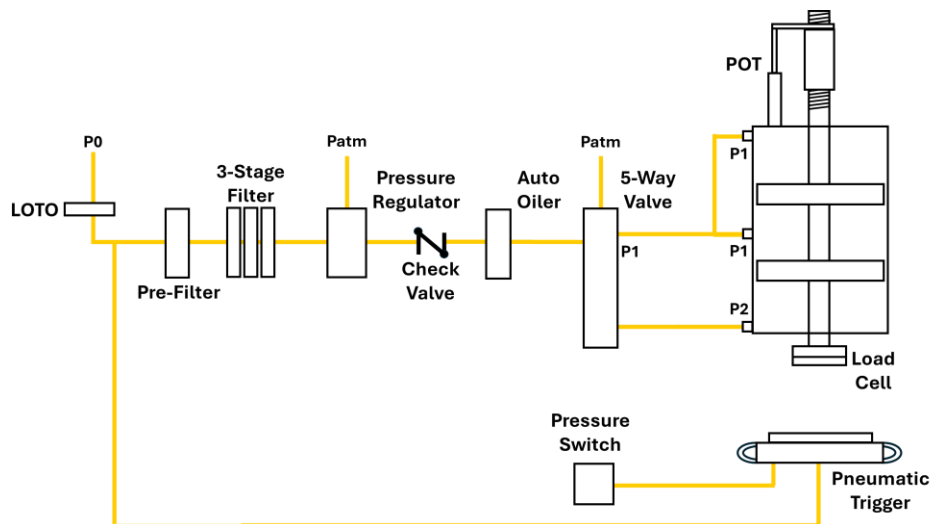 POT
P0
Patm
Patm
P1
3-Stage
Filter
Pressure
Regulator
Auto
Oiler
5-Way
Valve
LOTO
P1
P1
Check
Valve
Pre-Filter
P2
Load
Cell
Pressure
Switch
Pneumatic
Trigger